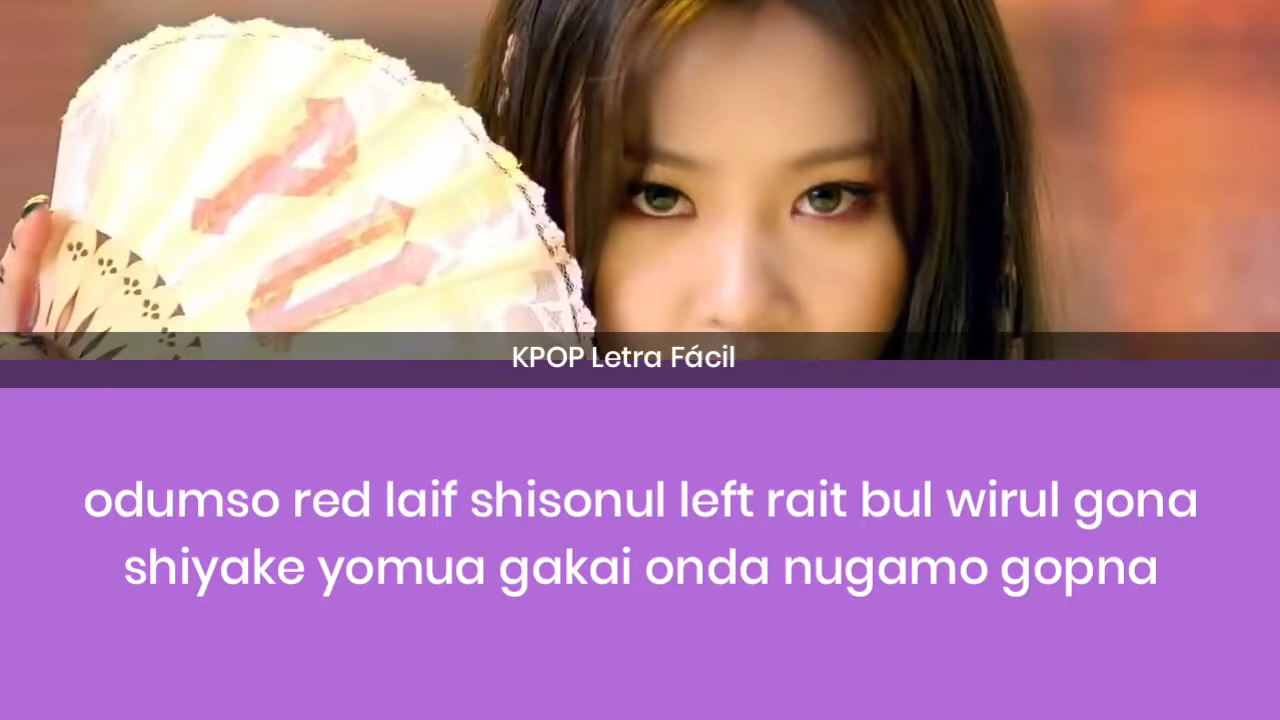 KPOP Letra Fácil
odumso red laif shisonul left rait bul wirul gona
shiyake yomua gakai onda nugamo gopna